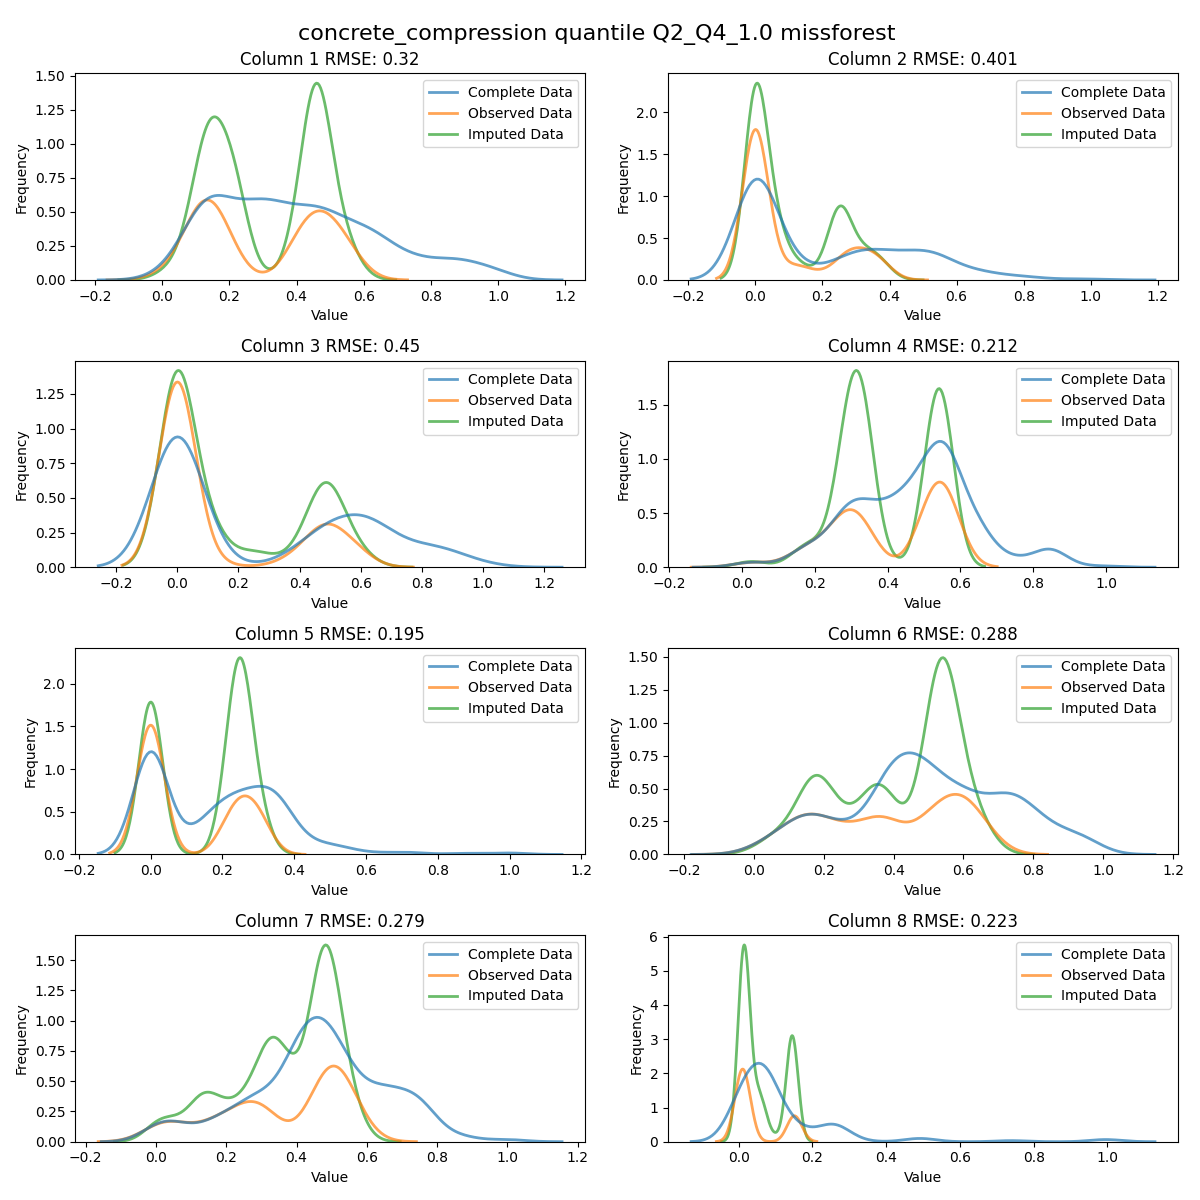 concrete_compression quantile Q2_Q4_1.0 missforest
Column 1 RMSE: 0.32
1.50
1.25
1.00
0.75
0.50
0.25
0.00
Frequency
Complete Data
Observed Data
Imputed Data
−0.2 0.0 0.2 0.4 0.6 0.8 1.0 1.2
Value
Column 2 RMSE: 0.401
2.0
1.5
1.0
0.5
0.0
Frequency
Complete Data
Observed Data
Imputed Data
−0.2 0.0 0.2 0.4 0.6 0.8 1.0 1.2
Value
Column 3 RMSE: 0.45
1.25
1.00
0.75
0.50
0.25
0.00
Frequency
Complete Data
Observed Data
Imputed Data
−0.2 0.0 0.2 0.4 0.6 0.8 1.0 1.2
Value
Column 4 RMSE: 0.212
1.5
1.0
0.5
0.0
Frequency
Complete Data
Observed Data
Imputed Data
−0.2 0.0 0.2 0.4 0.6 0.8 1.0
Value
Column 5 RMSE: 0.195
2.0
1.5
1.0
0.5
0.0
Frequency
Complete Data
Observed Data
Imputed Data
−0.2 0.0 0.2 0.4 0.6 0.8 1.0 1.2
Value
Column 6 RMSE: 0.288
1.50
1.25
1.00
0.75
0.50
0.25
0.00
Frequency
Complete Data
Observed Data
Imputed Data
−0.2 0.0 0.2 0.4 0.6 0.8 1.0 1.2
Value
Column 7 RMSE: 0.279
1.50
1.25
1.00
0.75
0.50
0.25
0.00
Frequency
Complete Data
Observed Data
Imputed Data
−0.2 0.0 0.2 0.4 0.6 0.8 1.0 1.2
Value
Column 8 RMSE: 0.223
6
5
4
3
2
1
0
Frequency
Complete Data
Observed Data
Imputed Data
0.0 0.2 0.4 0.6 0.8 1.0
Value